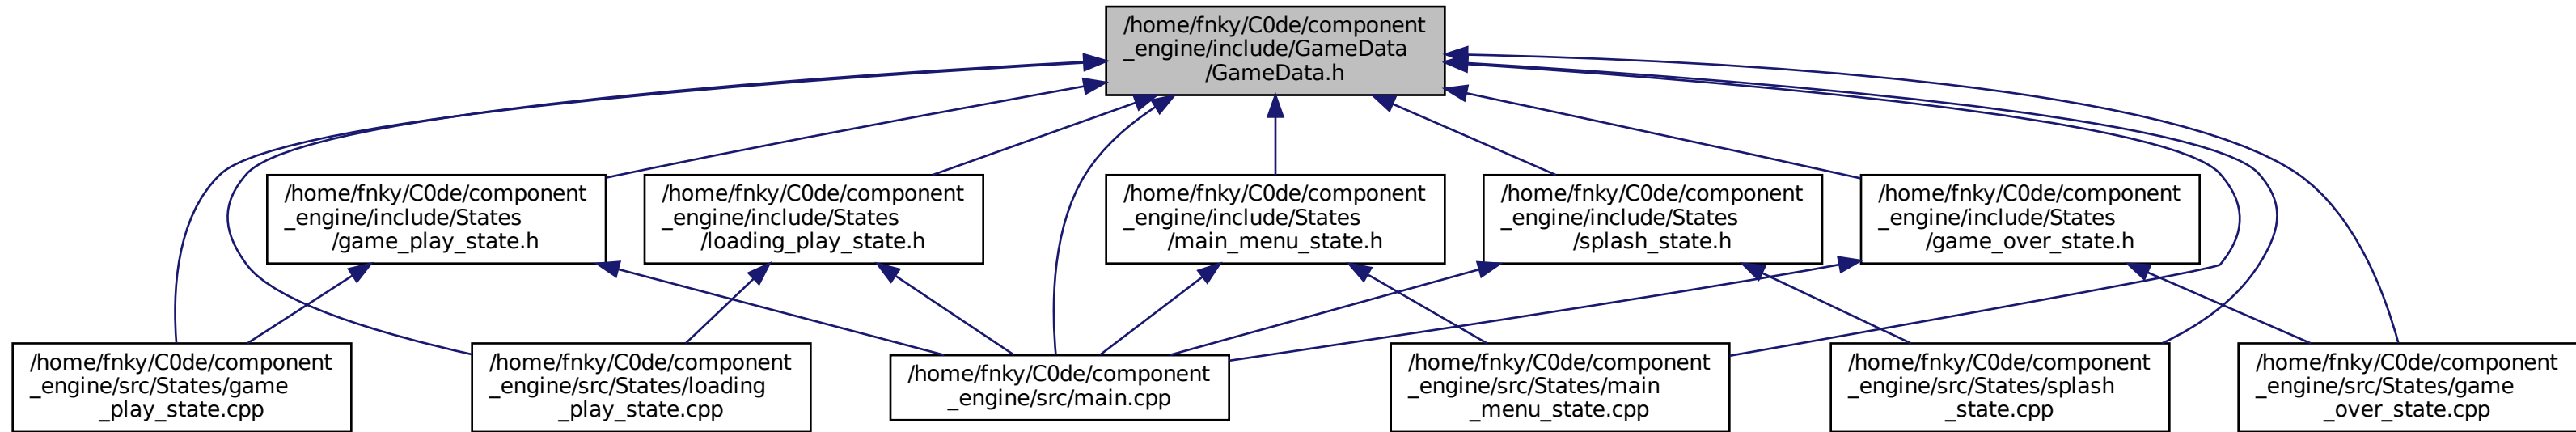 /home/fnky/C0de/component
_engine/include/GameData
/GameData.h
/home/fnky/C0de/component
_engine/include/States
/game_play_state.h
/home/fnky/C0de/component
_engine/include/States
/loading_play_state.h
/home/fnky/C0de/component
_engine/include/States
/main_menu_state.h
/home/fnky/C0de/component
_engine/include/States
/splash_state.h
/home/fnky/C0de/component
_engine/include/States
/game_over_state.h
/home/fnky/C0de/component
_engine/src/States/game
_play_state.cpp
/home/fnky/C0de/component
_engine/src/States/loading
_play_state.cpp
/home/fnky/C0de/component
_engine/src/main.cpp
/home/fnky/C0de/component
_engine/src/States/main
_menu_state.cpp
/home/fnky/C0de/component
_engine/src/States/splash
_state.cpp
/home/fnky/C0de/component
_engine/src/States/game
_over_state.cpp